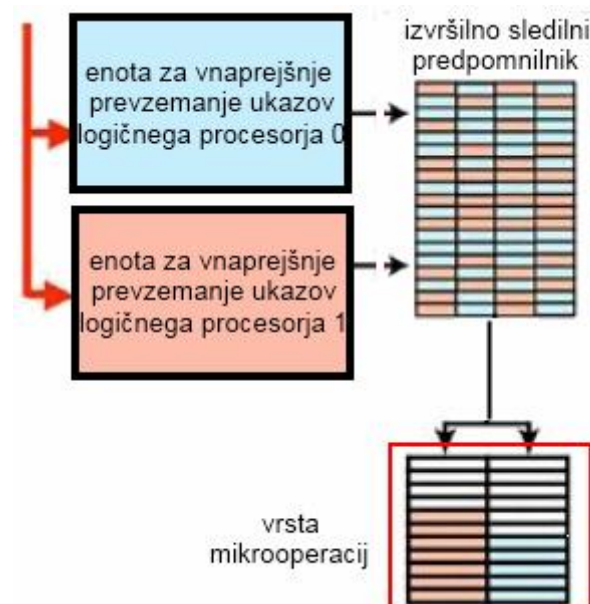 enota za vnaprejšnje
prevzemanje ukazov
logičnega procesorja 0
izvršilno sledilni
predpomnilnik
enota za vnaprejšnje
prevzemanje ukazov
logičnega procesorja 1
vrsta
mikrooperacij